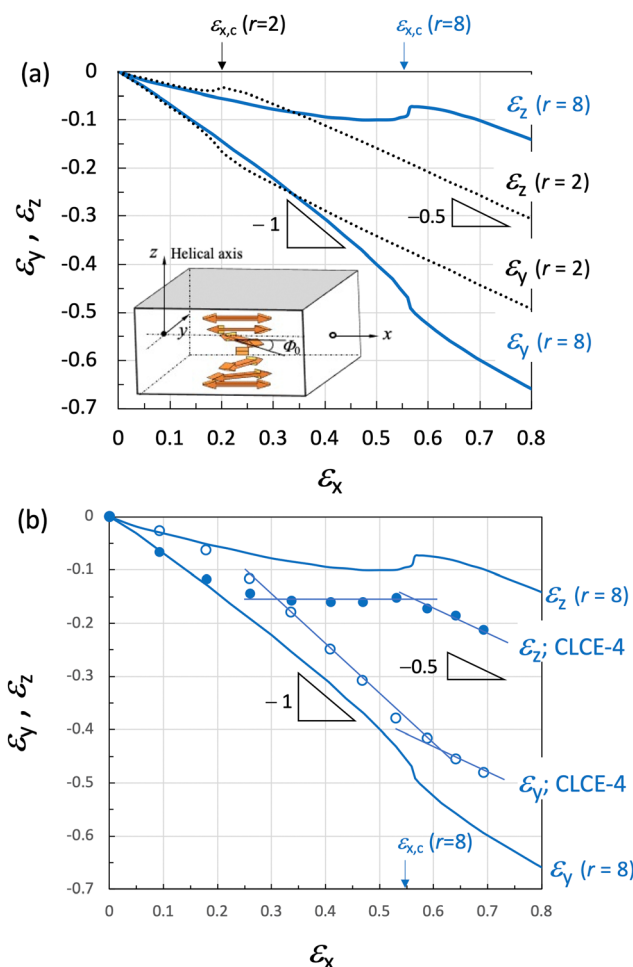 εx,c (r=2) εx,c (r=8)
(a)
0
-0.1
-0.2
-0.3
-0.4
-0.5
-0.6
-0.7
εy , εz
εz (r = 8)
εz (r = 2)
εy (r = 2)
εy (r = 8)
− 1
−0.5
z Helical axis
y
x
Φ0
0 0.1 0.2 0.3 0.4 0.5 0.6 0.7 0.8
εx
(b)
0
-0.1
-0.2
-0.3
-0.4
-0.5
-0.6
-0.7
εy , εz
εz (r = 8)
εz; CLCE-4
−0.5
− 1
εy; CLCE-4
εx,c (r=8)
εy (r = 8)
0 0.1 0.2 0.3 0.4 0.5 0.6 0.7 0.8
εx